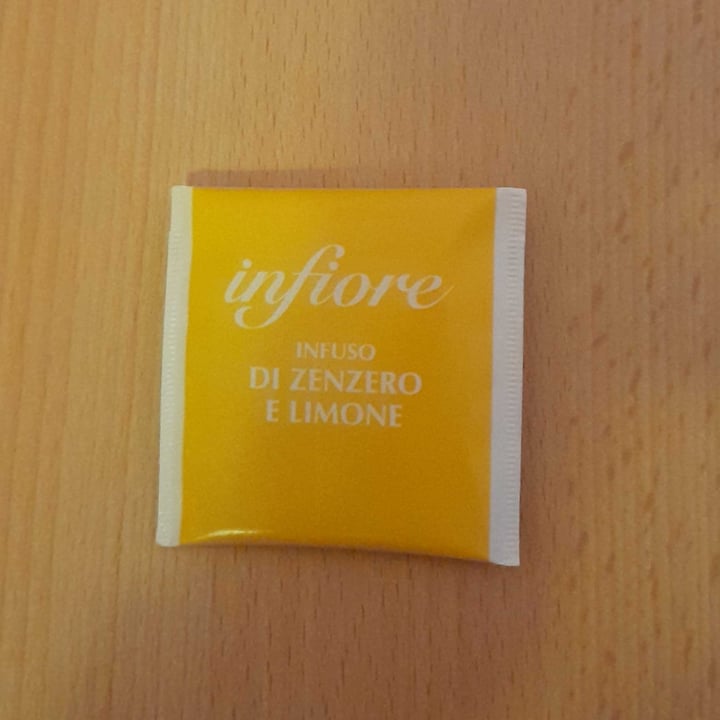 infiore
INFUSO
DI ZENZERO
E LIMONE